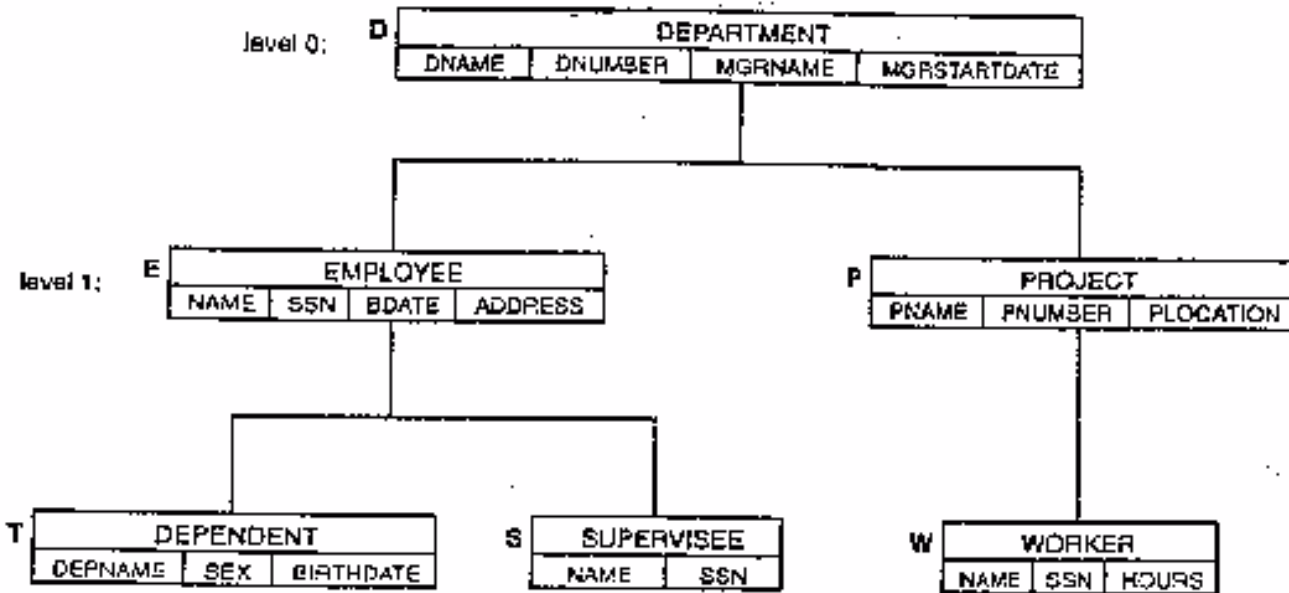 level 0:
D
DEPARTMENT
DNAME DNUMBER MGRNAME MGRSTARTDATE
level 1:
E
EMPLOYEE
NAME SSN BDATE ADDRESS
P
PROJECT
PNAME PNUMBER PLOCATION
T
DEPENDENT
DEPNAME SEX BIRTHDATE
S
SUPERVISEE
NAME SSN
W
WORKER
NAME SSN HOURS